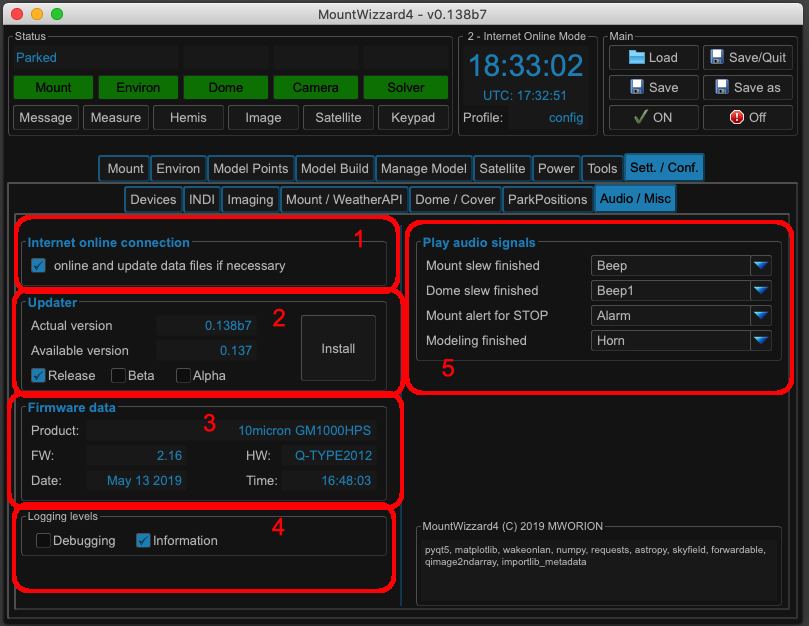 MountWizzard4 - v0.138b7
Status
Parked
Mount Environ Dome Camera Solver
Message Measure Hemis Image Satellite Keypad
2 - Internet Online Mode
18:33:02
UTC: 17:32:51
Profile: config
Main
Load Save/Quit
Save Save as
ON Off
Mount Environ Model Points Model Build Manage Model Satellite Power Tools Sett. / Conf.
Devices INDI Imaging Mount / WeatherAPI Dome / Cover ParkPositions Audio / Misc
Internet online connection 1
online and update data files if necessary
Updater
2
Actual version 0.138b7
Available version 0.137
Install
Release Beta Alpha
Firmware data
3
Product: 10micron GM1000HPS
FW: 2.16 HW: Q-TYPE2012
Date: May 13 2019 Time: 16:48:03
Logging levels
4
Debugging Information
Play audio signals
Mount slew finished Beep
Dome slew finished Beep1
Mount alert for STOP Alarm
Modeling finished Horn
5
MountWizzard4 (C) 2019 MWORION
pyqt5, matplotlib, wakeonlan, numpy, requests, astropy, skyfield, forwardable,
qimage2ndarray, importlib_metadata